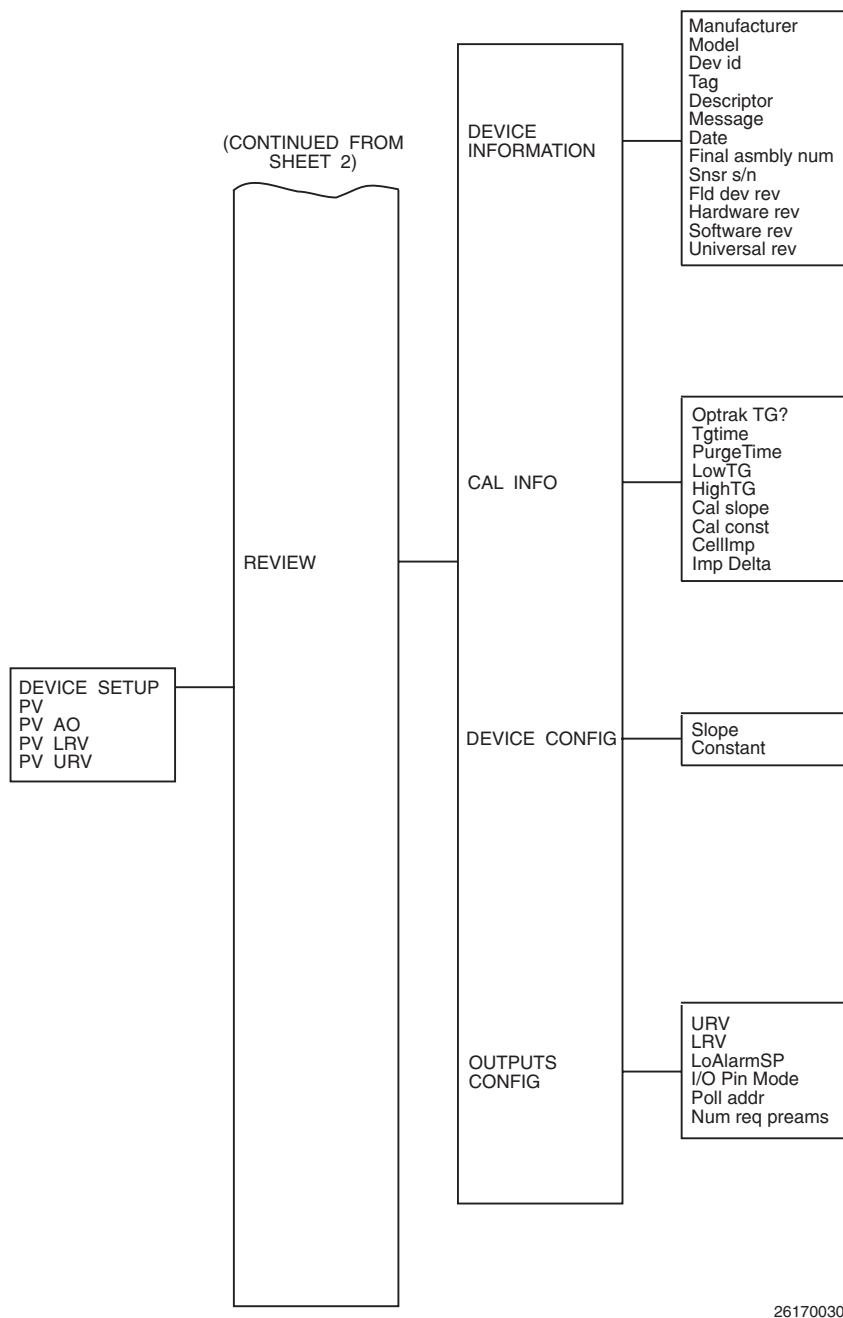 (CONTINUED FROM
SHEET 2)
DEVICE SETUP
PV
PV AO
PV LRV
PV URV
REVIEW
DEVICE
INFORMATION
CAL INFO
DEVICE CONFIG
OUTPUTS
CONFIG
Manufacturer
Model
Dev id
Tag
Descriptor
Message
Date
Final asmbly num
Snsr s/n
Fld dev rev
Hardware rev
Software rev
Universal rev
Optrak TG?
Tgtime
PurgeTime
LowTG
HighTG
Cal slope
Cal const
CellImp
Imp Delta
Slope
Constant
URV
LRV
LoAlarmSP
I/O Pin Mode
Poll addr
Num req preams
26170030